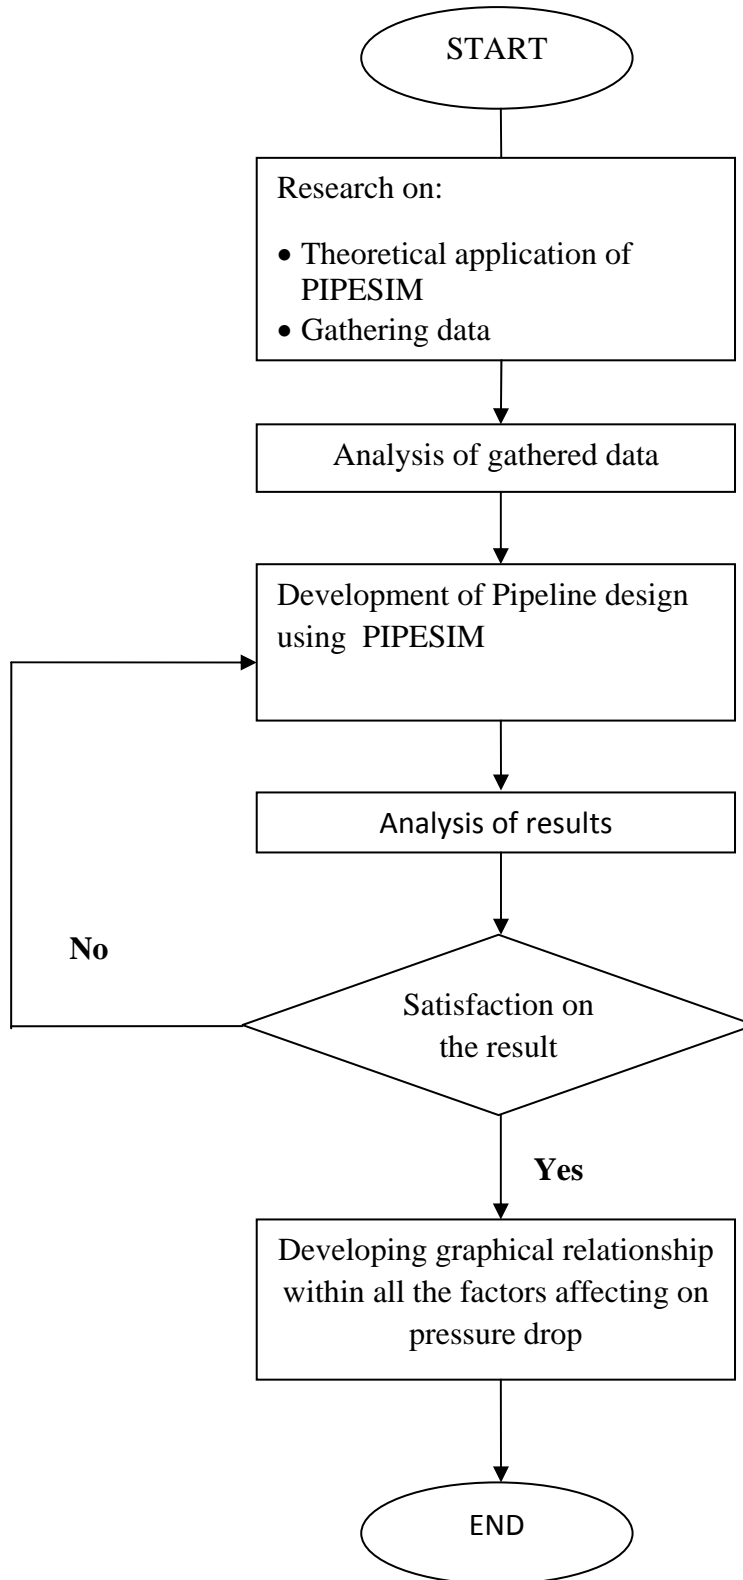 START
Research on:
• Theoretical application of
PIPESIM
• Gathering data
Analysis of gathered data
Development of Pipeline design
using  PIPESIM
Analysis of results
No
Satisfaction on
the result
Yes
Developing graphical relationship
within all the factors affecting on
pressure drop
END